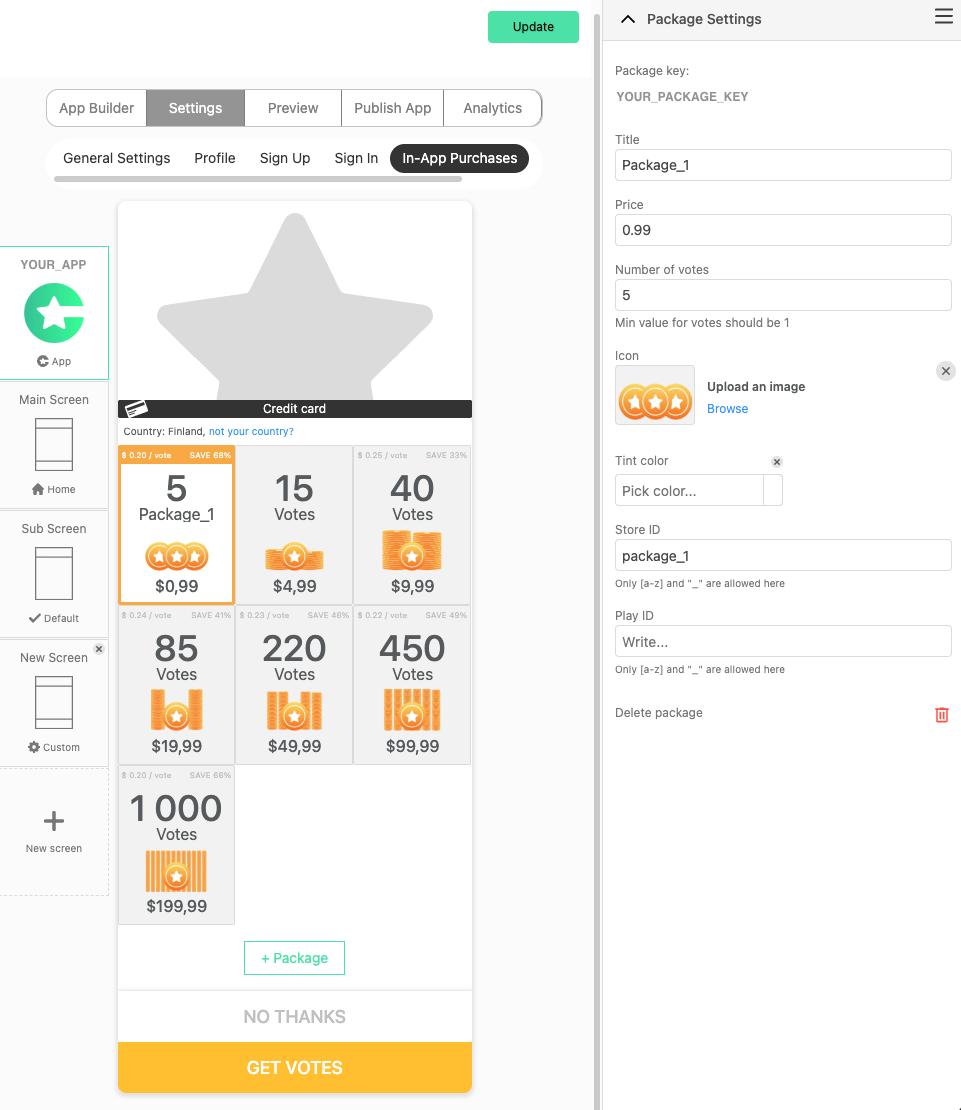 Update
App Builder
Settings
Preview
Publish App
Analytics
General Settings
Profile
Sign Up
Sign In
In-App Purchases
YOUR_APP
App
Main Screen
Home
Sub Screen
Default
New Screen
Custom
New screen
Credit card
Country: Finland, not your country?
$ 0.20 / vote SAVE 68%
5
Package_1
$0,99
15
Votes
$4,99
$ 0.25 / vote SAVE 33%
40
Votes
$9,99
$ 0.24 / vote SAVE 41%
85
Votes
$19,99
$ 0.23 / vote SAVE 46%
220
Votes
$49,99
$ 0.22 / vote SAVE 49%
450
Votes
$99,99
$ 0.20 / vote SAVE 66%
1 000
Votes
$199,99
+ Package
NO THANKS
GET VOTES
Package Settings
Package key:
YOUR_PACKAGE_KEY
Title
Package_1
Price
0.99
Number of votes
5
Min value for votes should be 1
Icon
Upload an image
Browse
Tint color
Pick color...
Store ID
package_1
Only [a-z] and "_" are allowed here
Play ID
Write...
Only [a-z] and "_" are allowed here
Delete package